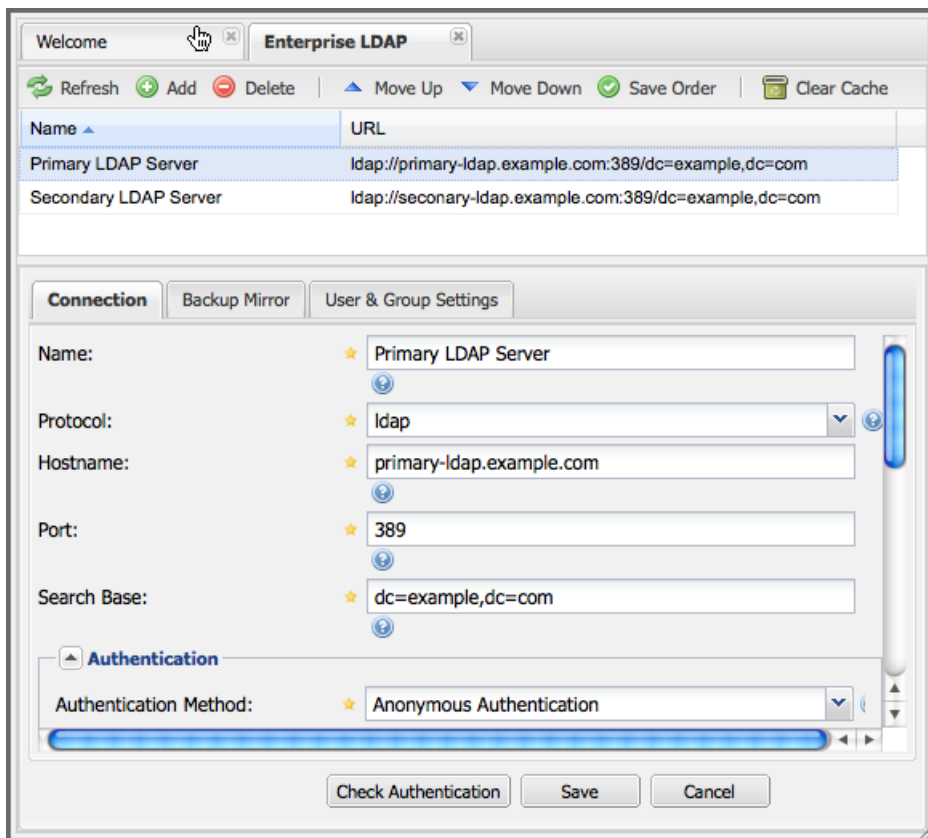 Welcome Enterprise LDAP
Refresh Add Delete Move Up Move Down Save Order Clear Cache
Name URL
Primary LDAP Server ldap://primary-ldap.example.com:389/dc=example,dc=com
Secondary LDAP Server ldap://seconary-ldap.example.com:389/dc=example,dc=com
Connection Backup Mirror User & Group Settings
Name: Primary LDAP Server
Protocol: ldap
Hostname: primary-ldap.example.com
Port: 389
Search Base: dc=example,dc=com
Authentication
Authentication Method: Anonymous Authentication
Check Authentication Save Cancel